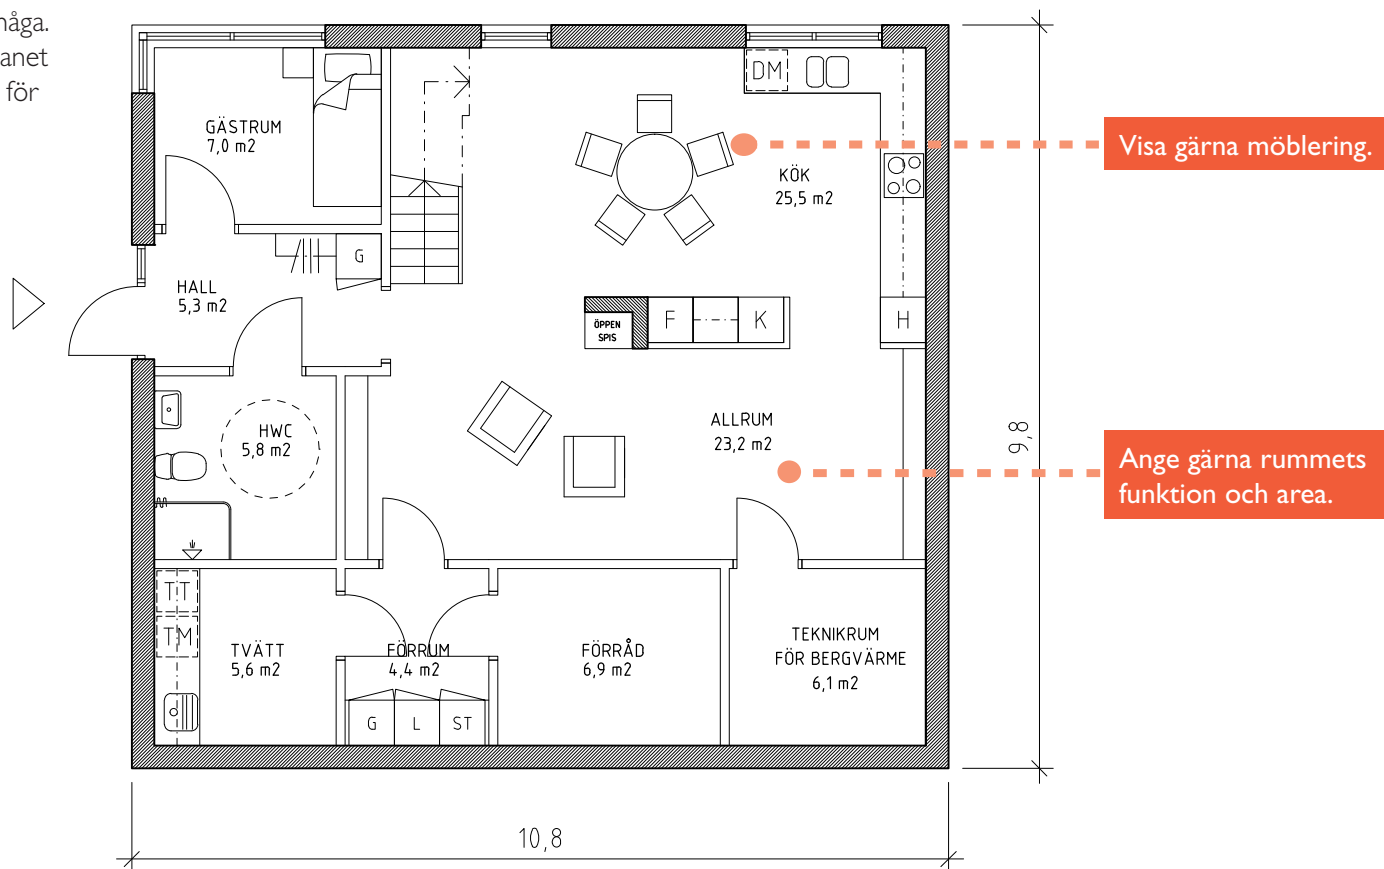 måga.
anet
för
DM
GÄSTRUM
7,0 m2
Visa gärna möblering.
KÖK
25,5 m2
G
HALL
5,3 m2
ÖPPEN
SPIS
F
K
H
ALLRUM
23,2 m2
HWC
5,8 m2
9,8
Ange gärna rummets
funktion och area.
TT
TM
TVÄTT
5,6 m2
FÖRRUM
4,4 m2
FÖRRÅD
6,9 m2
TEKNIKRUM
FÖR BERGVÄRME
6,1 m2
G
L
ST
10,8